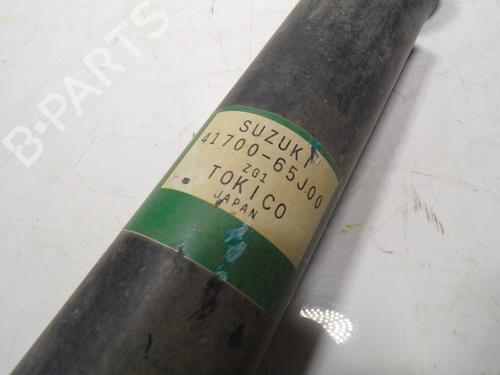 B-PARTS
SUZUKI
41700-65J00
ZG1
TOKICO
JAPAN